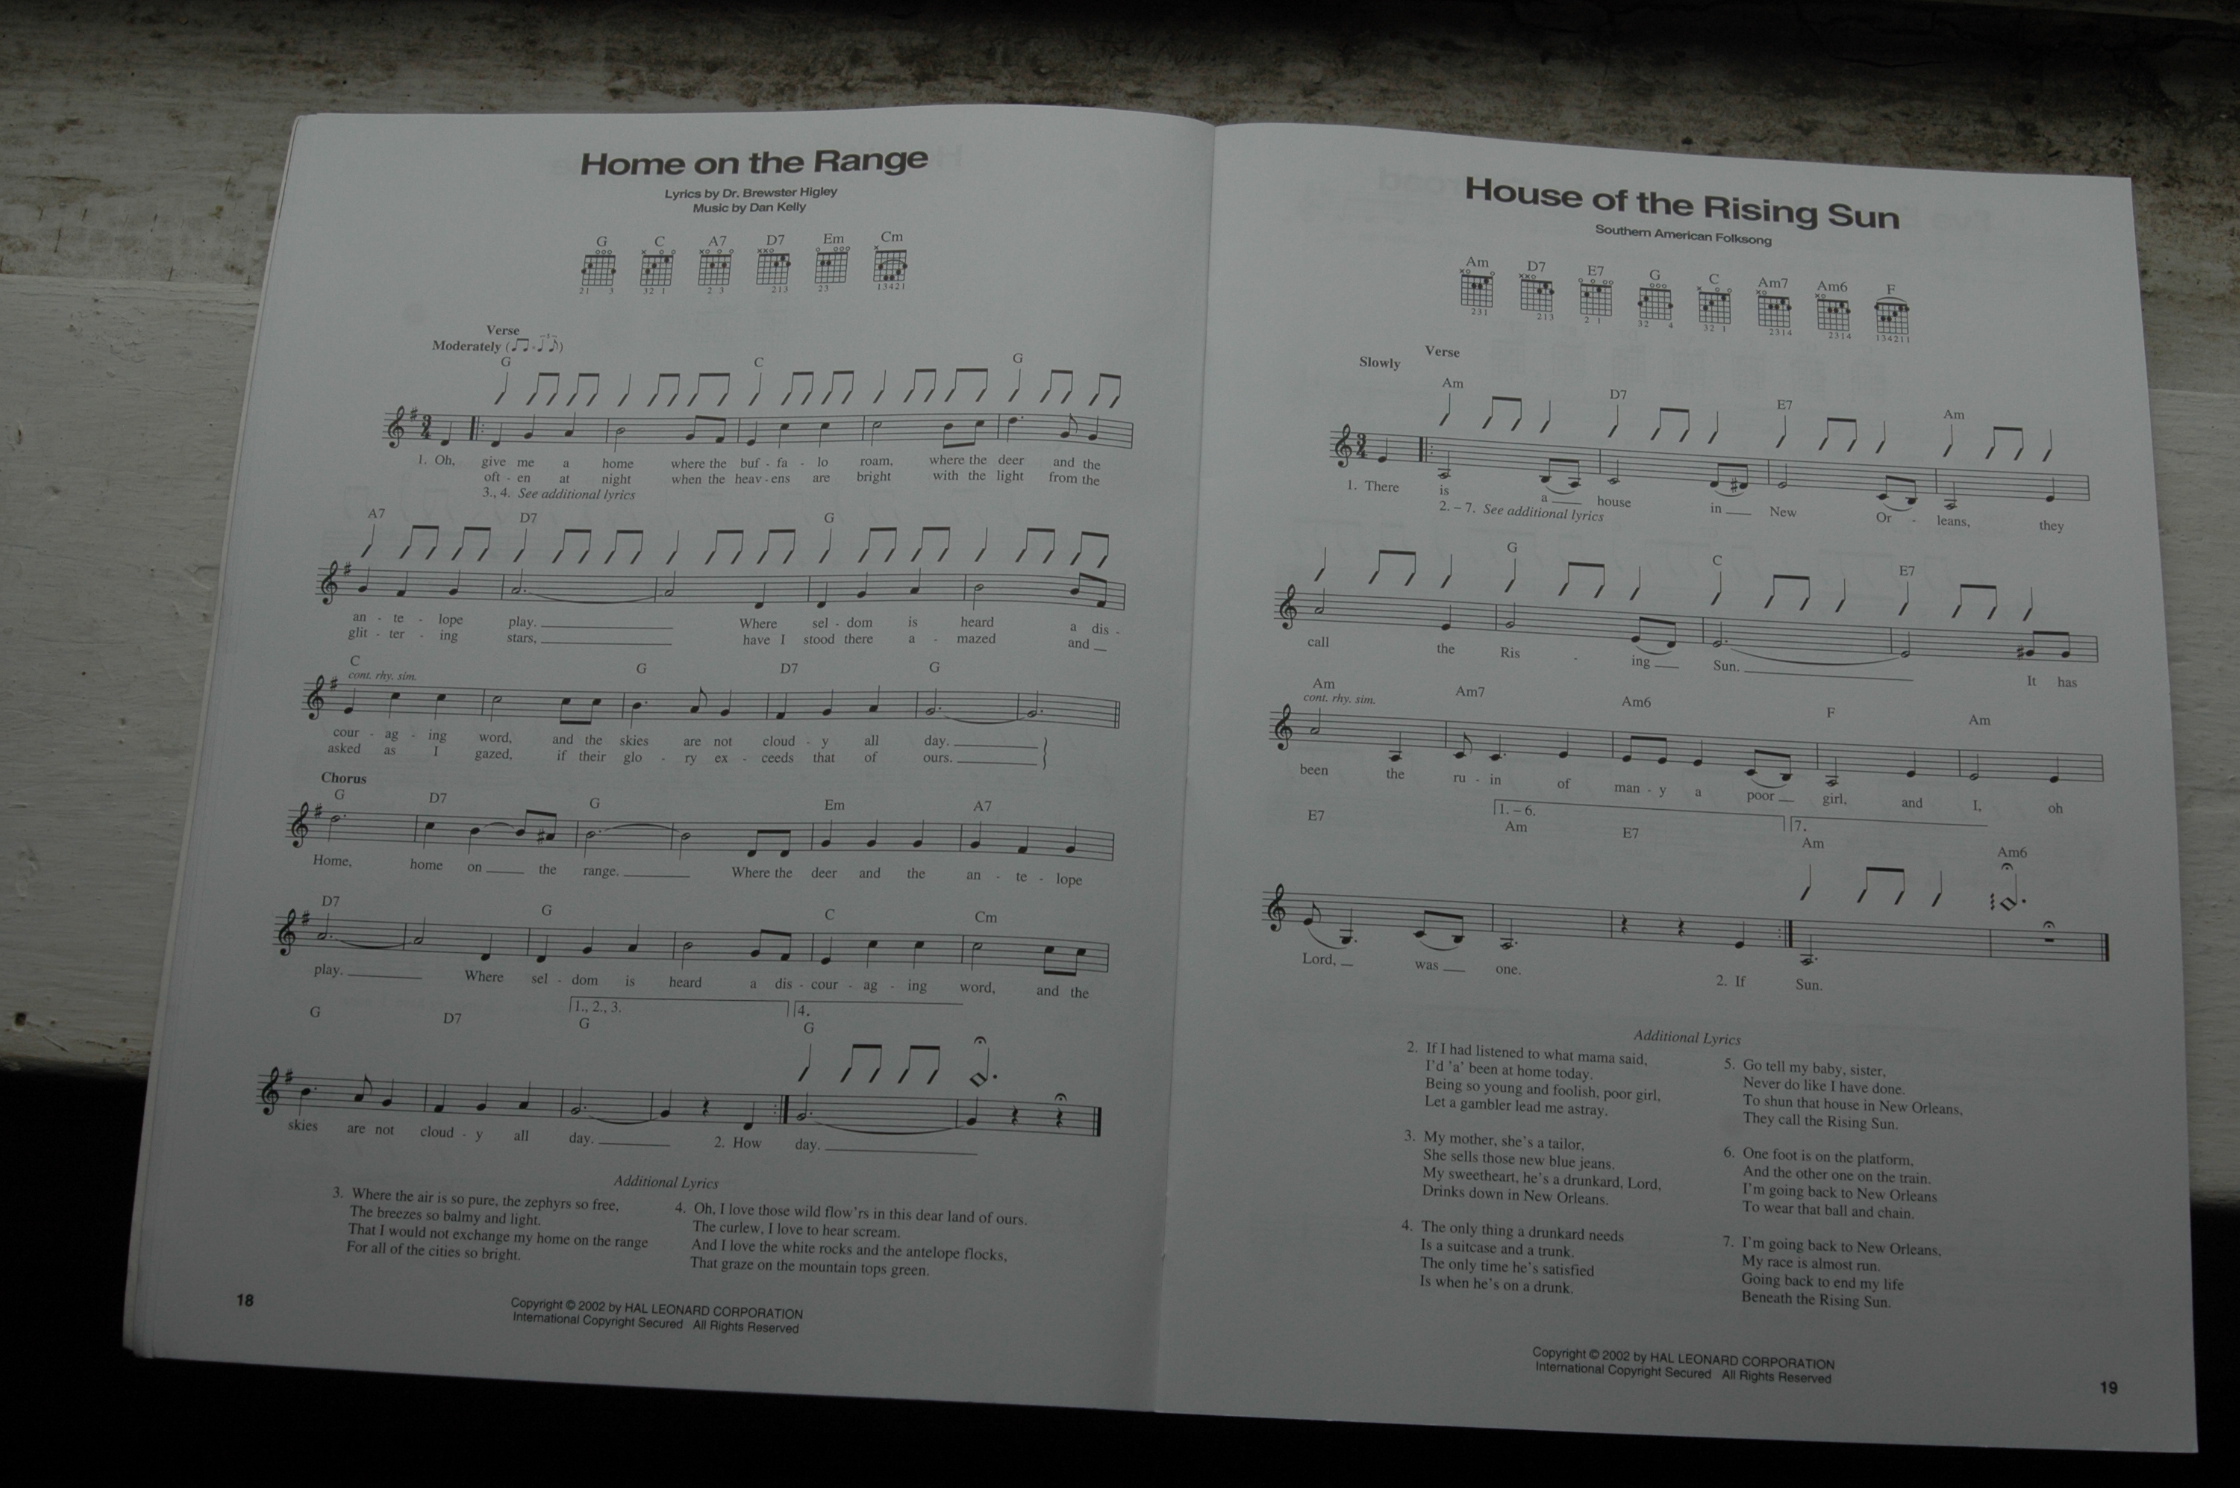 Home on the Range
Lyrics by Dr. Brewster Higley
Music by Dan Kelly
G C A7 D7 Em Cm
21 3 32 1 2 3 213 23 13421
Verse
Moderately
G C G
1. Oh, give me a home where the buf - fa - lo roam, where the deer and the
oft - en at night when the heav - ens are bright with the light from the
3., 4. See additional lyrics
A7 D7 G
an - te - lope play. Where sel - dom is heard a dis -
glit - ter - ing stars, have I stood there a - mazed and
C G D7 G
cont. rhy. sim.
cour - ag - ing word, and the skies are not cloud - y all day.
asked as I gazed, if their glo - ry ex - ceeds that of ours.
Chorus
G D7 G Em A7
Home, home on the range. Where the deer and the an - te - lope
D7 G C Cm
play. Where sel - dom is heard a dis - cour - ag - ing word, and the
1., 2., 3. 4.
G D7 G G
skies are not cloud - y all day. 2. How day.
Additional Lyrics
3. Where the air is so pure, the zephyrs so free,
The breezes so balmy and light.
That I would not exchange my home on the range
For all of the cities so bright.
4. Oh, I love those wild flow'rs in this dear land of ours.
The curlew, I love to hear scream.
And I love the white rocks and the antelope flocks,
That graze on the mountain tops green.
18
Copyright © 2002 by HAL LEONARD CORPORATION
International Copyright Secured All Rights Reserved
House of the Rising Sun
Southern American Folksong
Am D7 E7 G C Am7 Am6 F
231 213 2 1 32 4 32 1 2314 2314 134211
Verse
Slowly
Am D7 E7 Am
1. There is a house in New Or - leans, they
2. – 7. See additional lyrics
G C E7
call the Ris - ing Sun. It has
Am Am7 Am6 F Am
cont. rhy. sim.
been the ru - in of man - y a poor girl, and I, oh
1. – 6. 7.
E7 Am E7 Am Am6
Lord, was one. 2. If Sun.
Additional Lyrics
2. If I had listened to what mama said,
I'd 'a' been at home today.
Being so young and foolish, poor girl,
Let a gambler lead me astray.
3. My mother, she's a tailor,
She sells those new blue jeans.
My sweetheart, he's a drunkard, Lord,
Drinks down in New Orleans.
4. The only thing a drunkard needs
Is a suitcase and a trunk.
The only time he's satisfied
Is when he's on a drunk.
5. Go tell my baby, sister,
Never do like I have done.
To shun that house in New Orleans,
They call the Rising Sun.
6. One foot is on the platform,
And the other one on the train.
I'm going back to New Orleans
To wear that ball and chain.
7. I'm going back to New Orleans,
My race is almost run.
Going back to end my life
Beneath the Rising Sun.
Copyright © 2002 by HAL LEONARD CORPORATION
International Copyright Secured All Rights Reserved
19